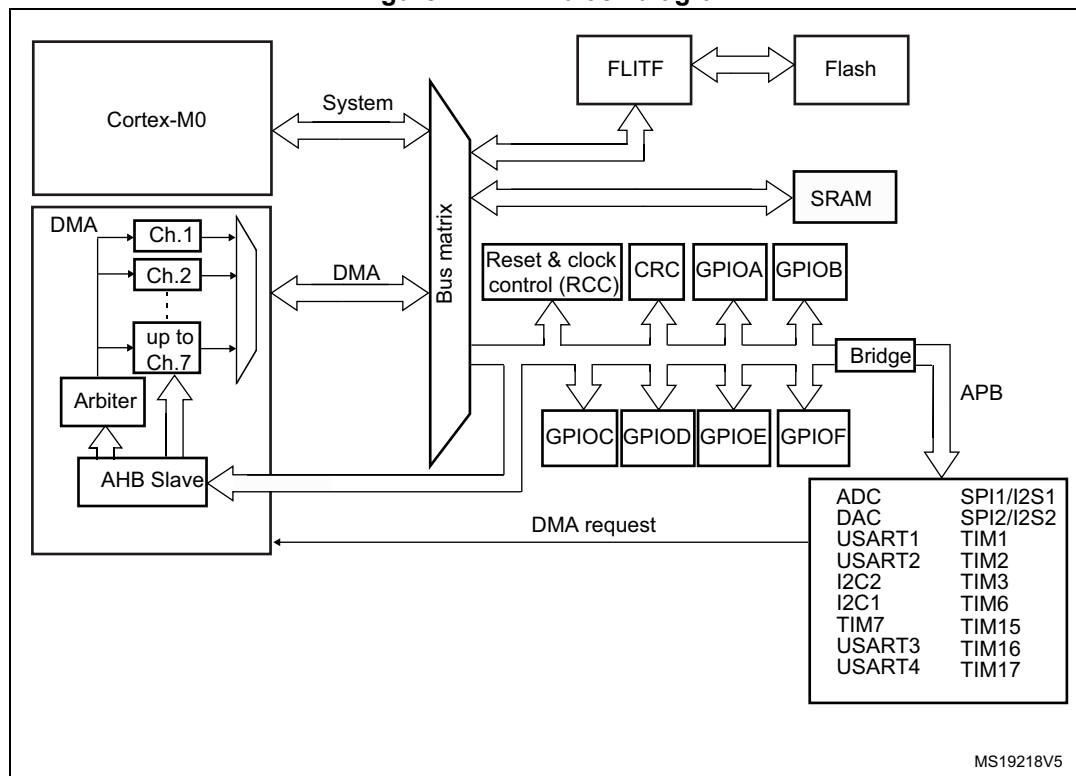 FLITF
Flash
Cortex-M0
System
SRAM
DMA
Ch.1
Ch.2
up to
Ch.7
Arbiter
AHB Slave
DMA
Bus matrix
Reset & clock
control (RCC)
CRC
GPIOA
GPIOB
Bridge
APB
GPIOC
GPIOD
GPIOE
GPIOF
DMA request
ADC
DAC
USART1
USART2
I2C2
I2C1
TIM7
USART3
USART4
SPI1/I2S1
SPI2/I2S2
TIM1
TIM2
TIM3
TIM6
TIM15
TIM16
TIM17
MS19218V5